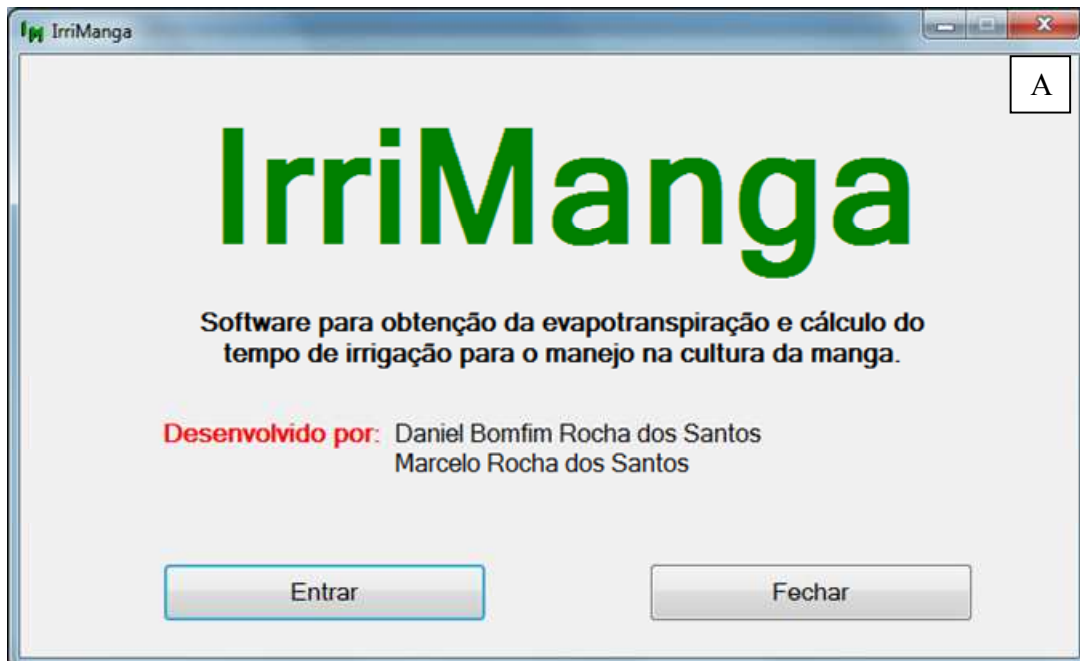 IrriManga
A
IrriManga
Software para obtenção da evapotranspiração e cálculo do
tempo de irrigação para o manejo na cultura da manga.
Desenvolvido por: Daniel Bomfim Rocha dos Santos
Marcelo Rocha dos Santos
Entrar Fechar